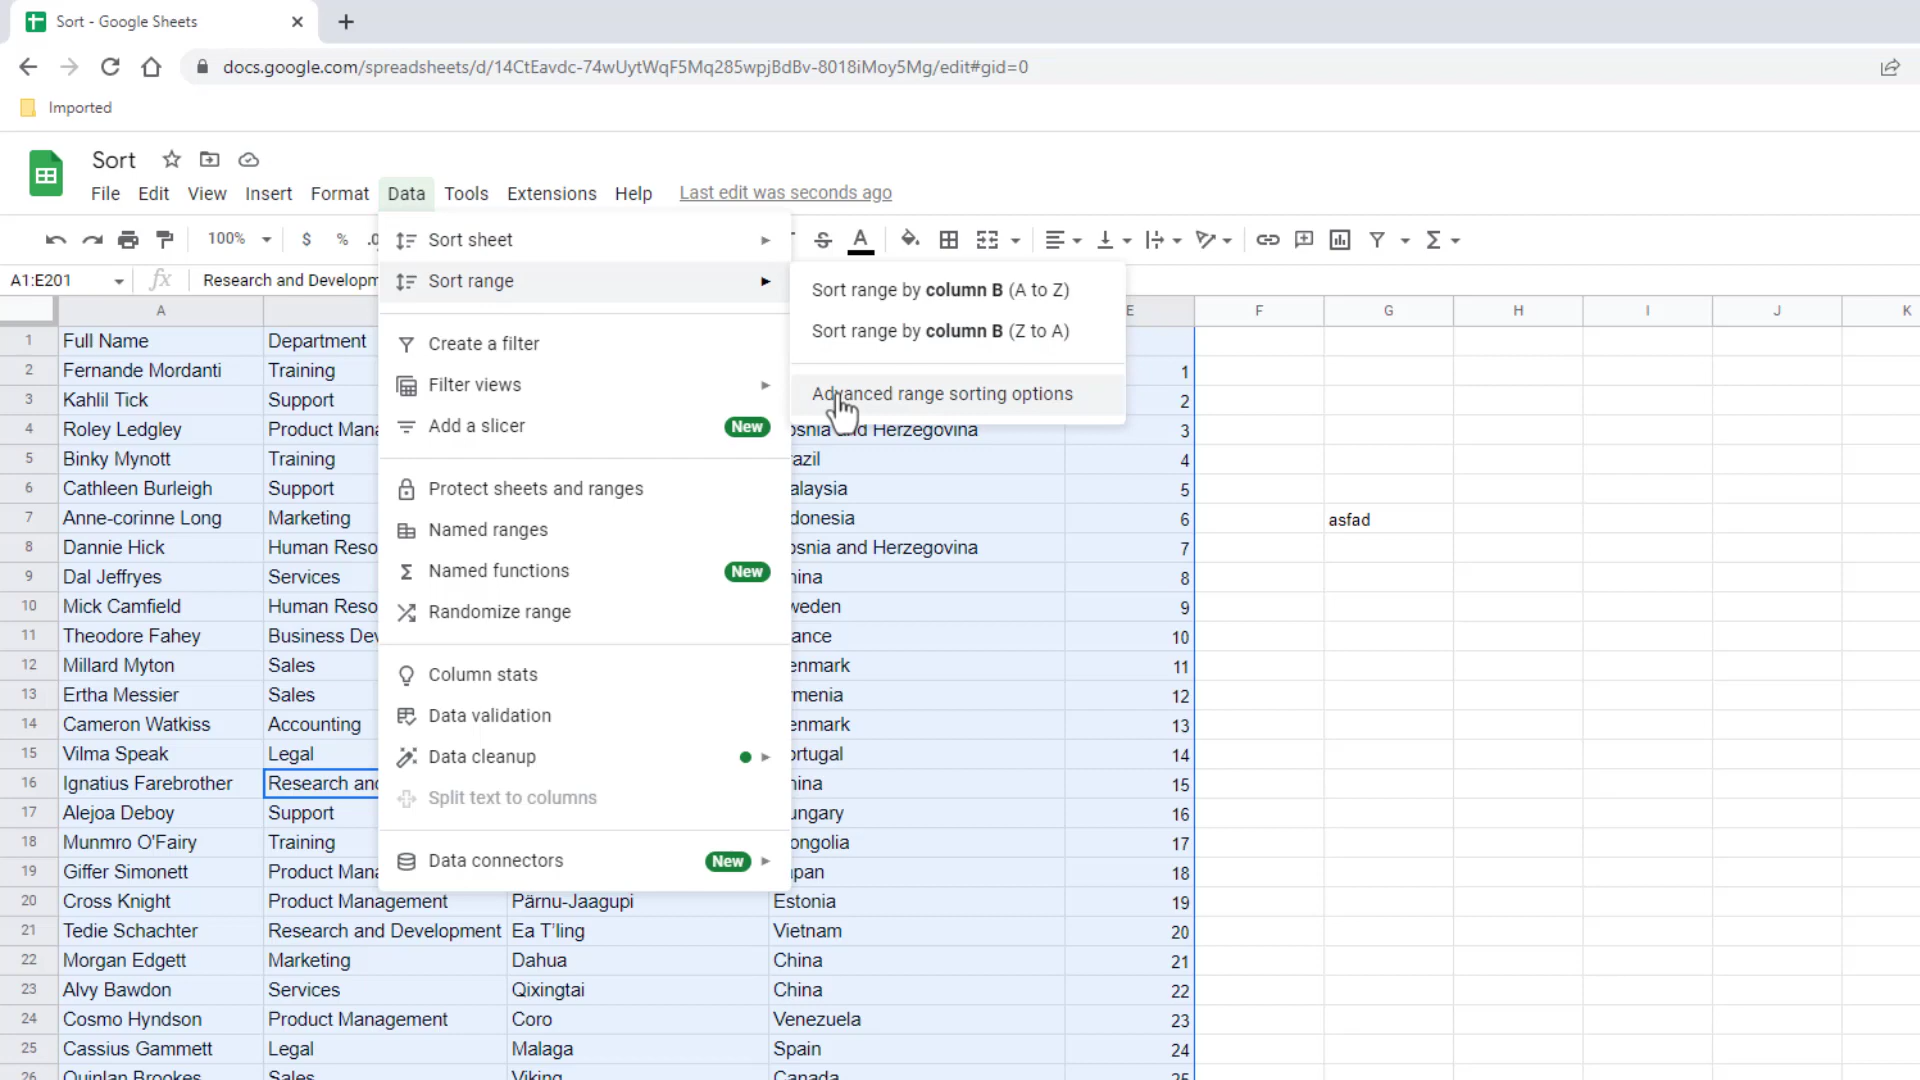 Sort - Google Sheets
docs.google.com/spreadsheets/d/14CtEavdc-74wUytWqF5Mq285wpjBdBv-8018iMoy5Mg/edit#gid=0
Imported
Sort
File Edit View Insert Format Data Tools Extensions Help Last edit was seconds ago
100% $ % .0 A Σ
A1:E201 fx Research and Developm
Sort sheet
Sort range
Create a filter
Filter views
Add a slicer New
Protect sheets and ranges
Named ranges
Named functions New
Randomize range
Column stats
Data validation
Data cleanup
Split text to columns
Data connectors New
Sort range by column B (A to Z)
Sort range by column B (Z to A)
Advanced range sorting options
A E F G H I J K
1 Full Name Department
2 Fernande Mordanti Training 1
3 Kahlil Tick Support 2
4 Roley Ledgley Product Mana osnia and Herzegovina 3
5 Binky Mynott Training razil 4
6 Cathleen Burleigh Support alaysia 5
7 Anne-corinne Long Marketing donesia 6 asfad
8 Dannie Hick Human Reso osnia and Herzegovina 7
9 Dal Jeffryes Services hina 8
10 Mick Camfield Human Reso weden 9
11 Theodore Fahey Business Dev ance 10
12 Millard Myton Sales enmark 11
13 Ertha Messier Sales menia 12
14 Cameron Watkiss Accounting enmark 13
15 Vilma Speak Legal ortugal 14
16 Ignatius Farebrother Research and hina 15
17 Alejoa Deboy Support ungary 16
18 Munmro O'Fairy Training ongolia 17
19 Giffer Simonett Product Mana apan 18
20 Cross Knight Product Management Pärnu-Jaagupi Estonia 19
21 Tedie Schachter Research and Development Ea T'ling Vietnam 20
22 Morgan Edgett Marketing Dahua China 21
23 Alvy Bawdon Services Qixingtai China 22
24 Cosmo Hyndson Product Management Coro Venezuela 23
25 Cassius Gammett Legal Malaga Spain 24
26 Quinlan Brookes Sales Viking Canada 25